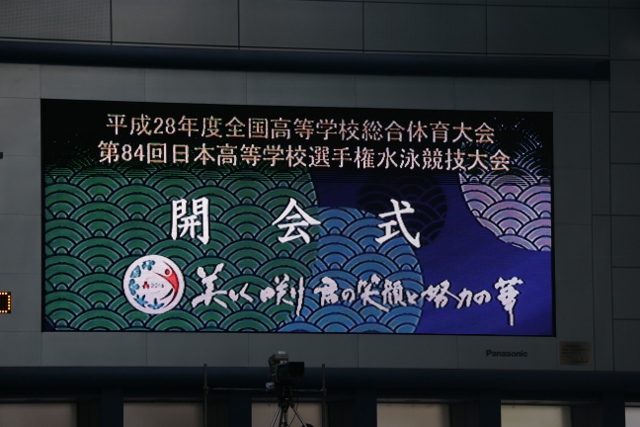 平成28年度全国高等学校総合体育大会
第84回日本高等学校選手権水泳競技大会
開会式
2016
美しく咲け 君の笑顔と努力の華
Panasonic